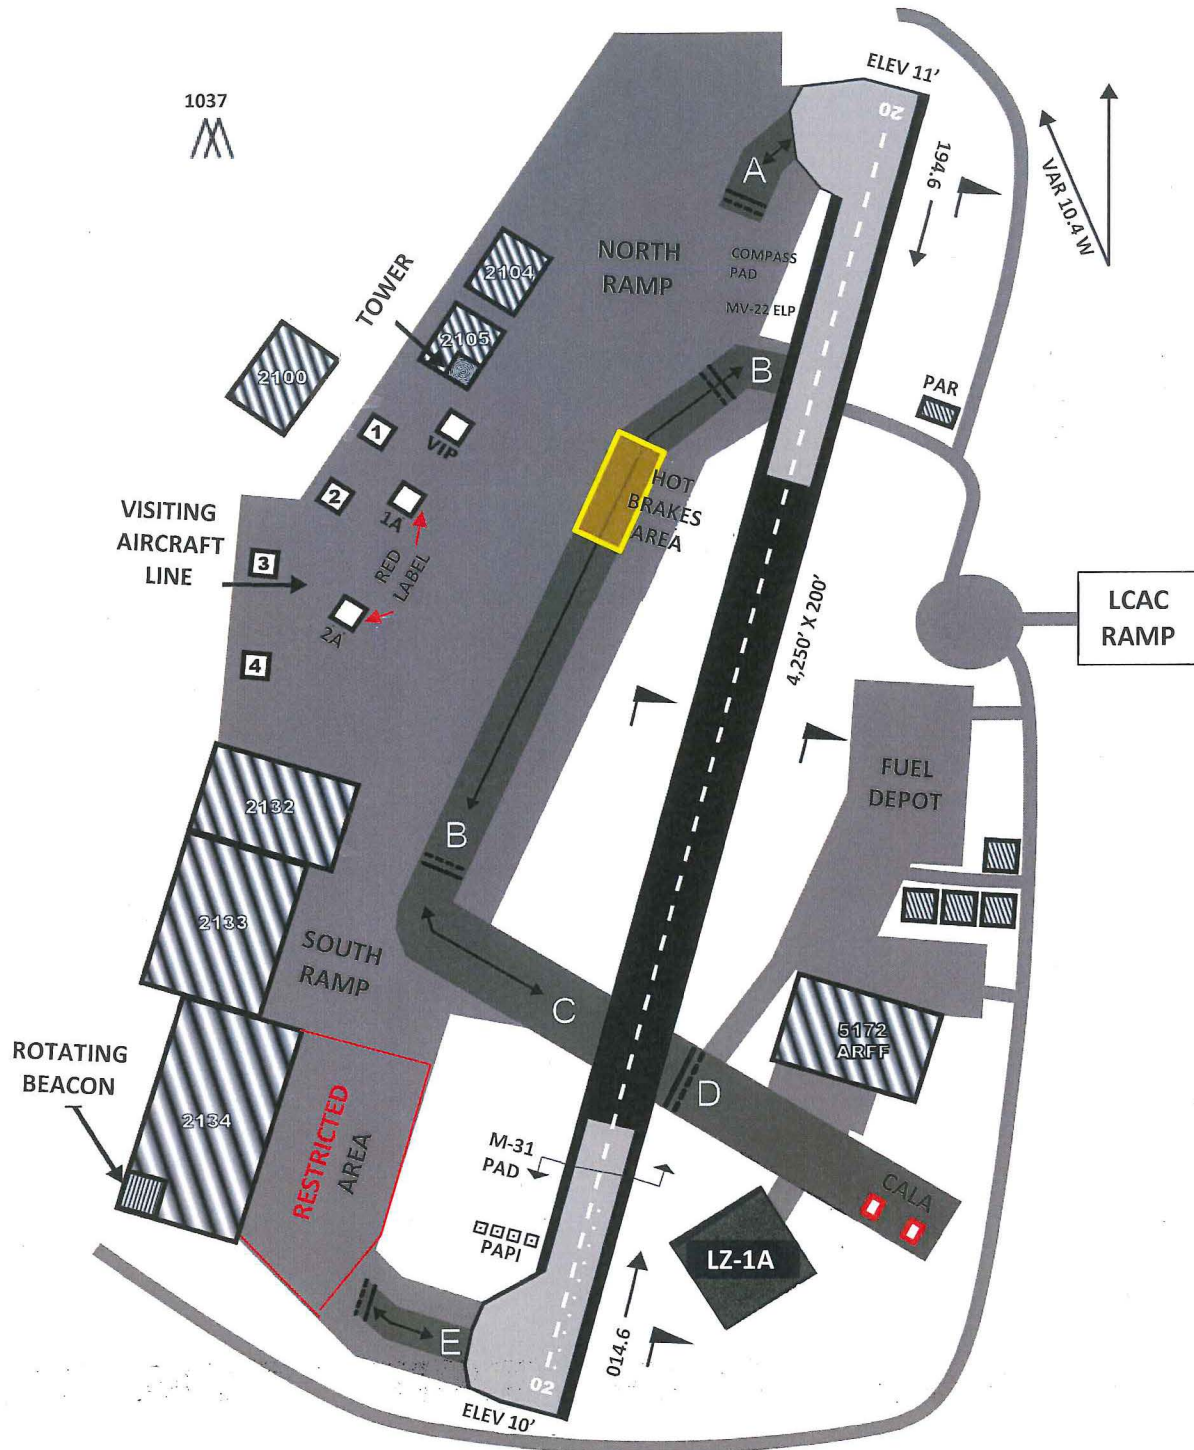 ELEV 11'
20
1037
194.6
VAR 10.4 W
A
NORTH
RAMP
COMPASS
PAD
MV-22 ELP
2104
TOWER
2105
2100
B
PAR
1
VIP
2
1A
HOT
BRAKES
AREA
VISITING
AIRCRAFT
LINE
3
RED
LABEL
2A
4
LCAC
RAMP
4,250' X 200'
FUEL
DEPOT
2132
B
2133
SOUTH
RAMP
C
5172
ARFF
ROTATING
BEACON
D
2134
RESTRICTED
AREA
M-31
PAD
CALA
PAPI
LZ-1A
014.6
E
02
ELEV 10'